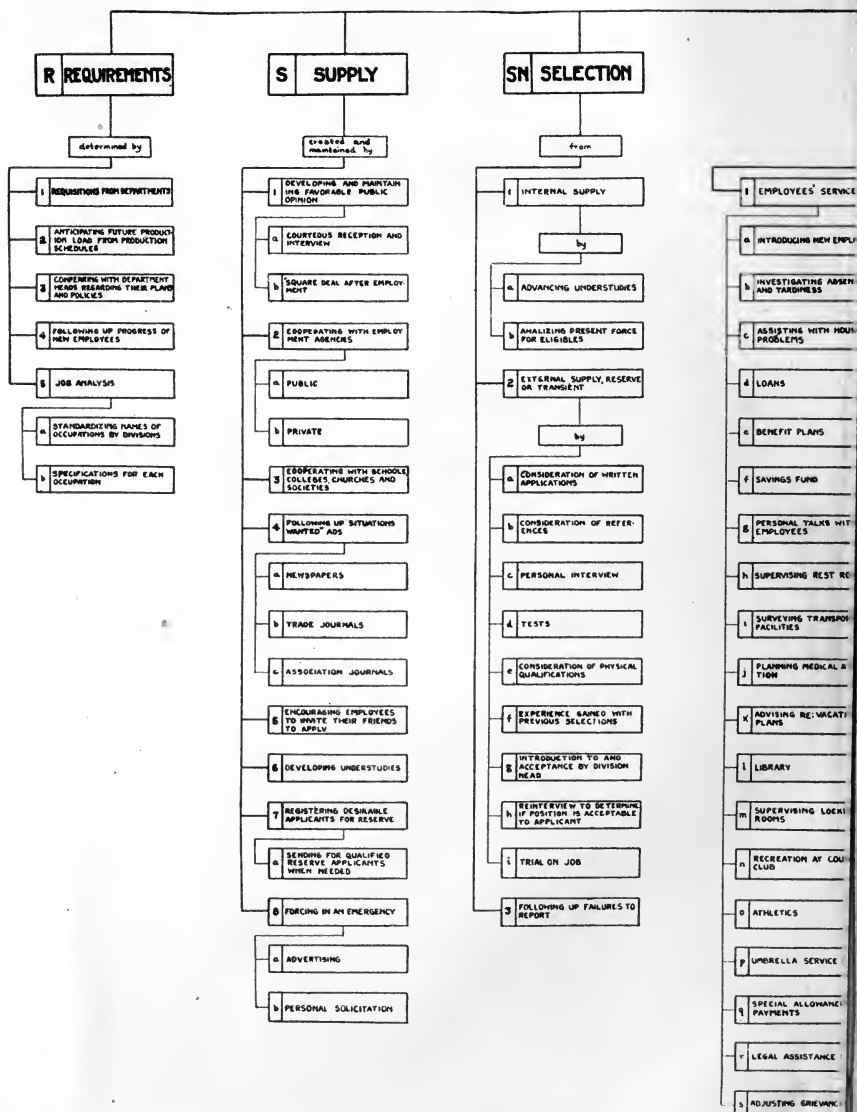 R REQUIREMENTS
determined by
1 REQUISITIONS FROM DEPARTMENTS
2 ANTICIPATING FUTURE PRODUCT-
ION LOAD FROM PRODUCTION
SCHEDULES
3 CONFERRING WITH DEPARTMENT
HEADS REGARDING THEIR PLANS
AND POLICIES
4 FOLLOWING UP PROGRESS OF
NEW EMPLOYEES
5 JOB ANALYSIS
a STANDARDIZING NAMES OF
OCCUPATIONS BY DIVISIONS
b SPECIFICATIONS FOR EACH
OCCUPATION
S SUPPLY
created and
maintained by
1 DEVELOPING AND MAINTAIN
ING FAVORABLE PUBLIC
OPINION
a COURTEOUS RECEPTION AND
INTERVIEW
b "SQUARE DEAL AFTER EMPLOY-
MENT
2 COOPERATING WITH EMPLOY
MENT AGENCIES
a PUBLIC
b PRIVATE
3 COOPERATING WITH SCHOOLS,
COLLEGES, CHURCHES AND
SOCIETIES
4 FOLLOWING UP SITUATIONS
WANTED" ADS
a NEWSPAPERS
b TRADE JOURNALS
c ASSOCIATION JOURNALS
5 ENCOURAGING EMPLOYEES
TO INVITE THEIR FRIENDS
TO APPLY
6 DEVELOPING UNDERSTUDIES
7 REGISTERING DESIRABLE
APPLICANTS FOR RESERVE
a SENDING FOR QUALIFIED
RESERVE APPLICANTS
WHEN NEEDED
8 FORCING IN AN EMERGENCY
a ADVERTISING
b PERSONAL SOLICITATION
SN SELECTION
from
1 INTERNAL SUPPLY
by
a ADVANCING UNDERSTUDIES
b ANALIZING PRESENT FORCE
FOR ELIGIBLES
2 EXTERNAL SUPPLY, RESERVE
OR TRANSIENT
by
a CONSIDERATION OF WRITTEN
APPLICATIONS
b CONSIDERATION OF REFER-
ENCES
c PERSONAL INTERVIEW
d TESTS
e CONSIDERATION OF PHYSICAL
QUALIFICATIONS
f EXPERIENCE GAINED WITH
PREVIOUS SELECTIONS
g INTRODUCTION TO AND
ACCEPTANCE BY DIVISION
HEAD
h REINTERVIEW TO DETERMINE
IF POSITION IS ACCEPTABLE
TO APPLICANT
i TRIAL ON JOB
3 FOLLOWING UP FAILURES TO
REPORT
1 EMPLOYEES' SERVICE
a INTRODUCING NEW EMPL
b INVESTIGATING ABSEN
AND TARDINESS
c ASSISTING WITH HOUS
PROBLEMS
d LOANS
e BENEFIT PLANS
f SAVINGS FUND
g PERSONAL TALKS WIT
EMPLOYEES
h SUPERVISING REST RO
i SURVEYING TRANSPOR
FACILITIES
j PLANNING MEDICAL A
TION
k ADVISING RE: VACATI
PLANS
l LIBRARY
m SUPERVISING LOCK
ROOMS
n RECREATION AT COU
CLUB
o ATHLETICS
p UMBRELLA SERVICE
q SPECIAL ALLOWANC
PAYMENTS
r LEGAL ASSISTANCE
s ADJUSTING GRIEVANC